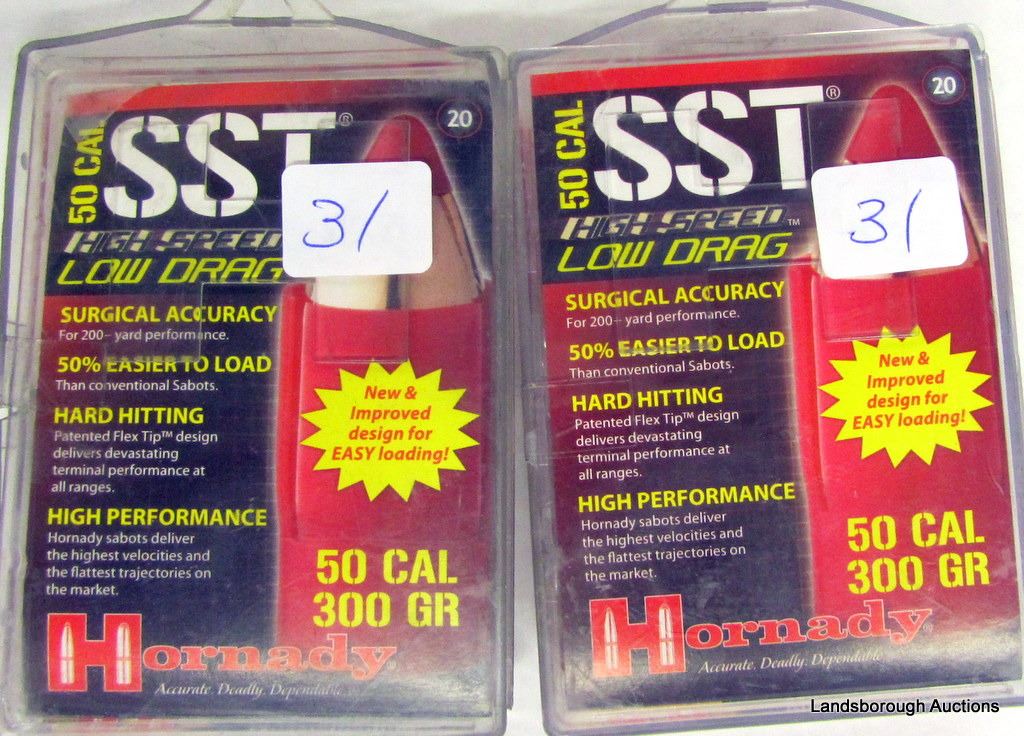 50 CAL
SST®
20
31
HIGH SPEED
LOW DRAG
SURGICAL ACCURACY
For 200+ yard performance.
50% EASIER TO LOAD
Than conventional Sabots.
HARD HITTING
Patented Flex Tip™ design
delivers devastating
terminal performance at
all ranges.
HIGH PERFORMANCE
Hornady sabots deliver
the highest velocities and
the flattest trajectories on
the market.
New &
Improved
design for
EASY loading!
50 CAL
300 GR
Hornady®
Accurate. Deadly. Dependable.
50 CAL
SST®
20
31
HIGH SPEED™
LOW DRAG
SURGICAL ACCURACY
For 200+ yard performance.
50% EASIER TO LOAD
Than conventional Sabots.
HARD HITTING
Patented Flex Tip™ design
delivers devastating
terminal performance at
all ranges.
HIGH PERFORMANCE
Hornady sabots deliver
the highest velocities and
the flattest trajectories on
the market.
New &
Improved
design for
EASY loading!
50 CAL
300 GR
Hornady®
Accurate. Deadly. Dependable.
Landsborough Auctions